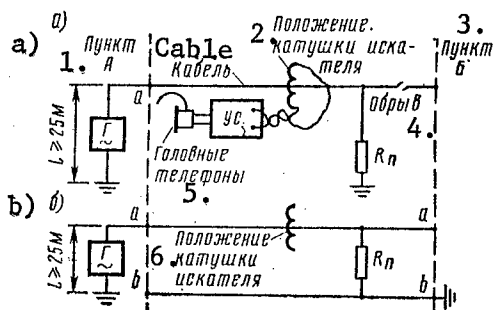 a) а)
1. Пункт А
Cable
Кабель
2. Положение катушки иска-
теля
3. Пункт Б
a
l ≥ 25м
Г
УС.
обрыв
4.
Rп
Головные
телефоны
5.
b) б)
a
a
l ≥ 25м
Г
6. Положение
катушки
искателя
Rп
b
b